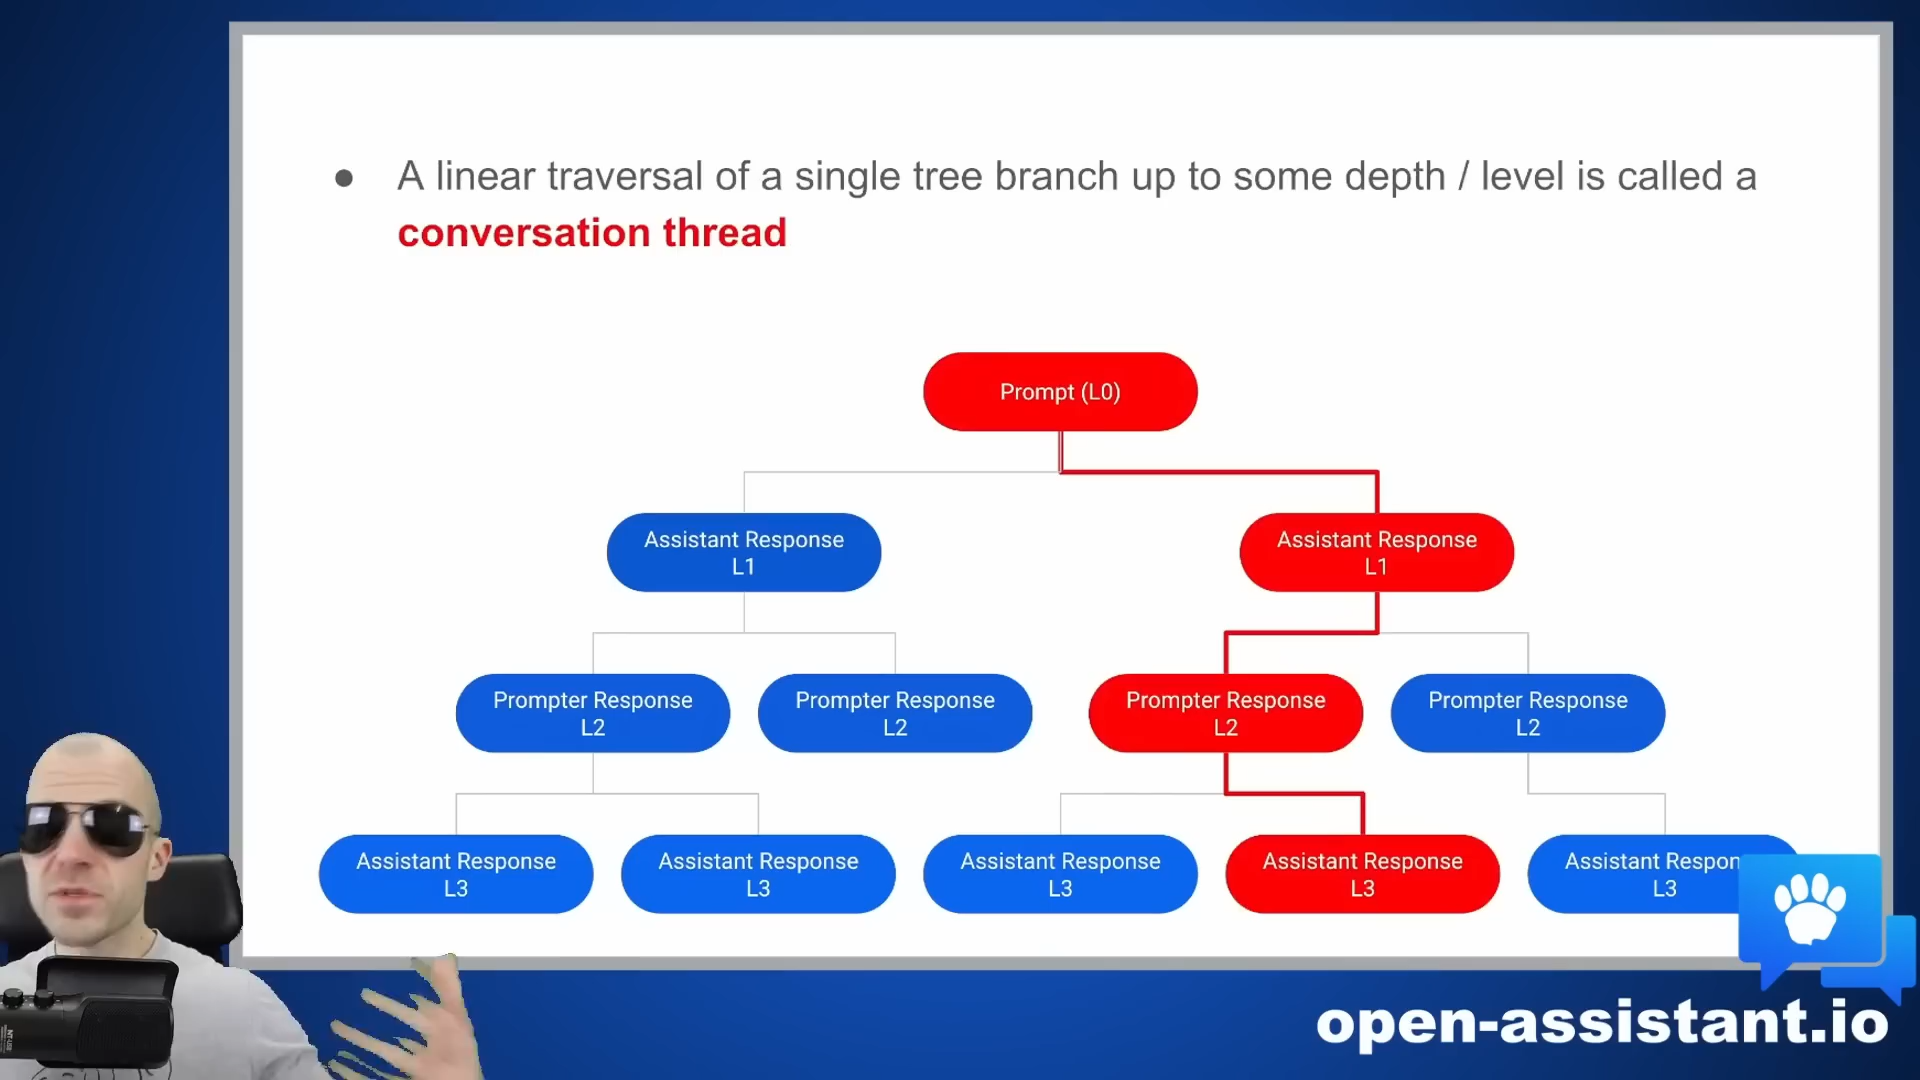 ● A linear traversal of a single tree branch up to some depth / level is called a
conversation thread
Prompt (L0)
Assistant Response
L1
Assistant Response
L1
Prompter Response
L2
Prompter Response
L2
Prompter Response
L2
Prompter Response
L2
Assistant Response
L3
Assistant Response
L3
Assistant Response
L3
Assistant Response
L3
Assistant Respon
L3
open-assistant.io